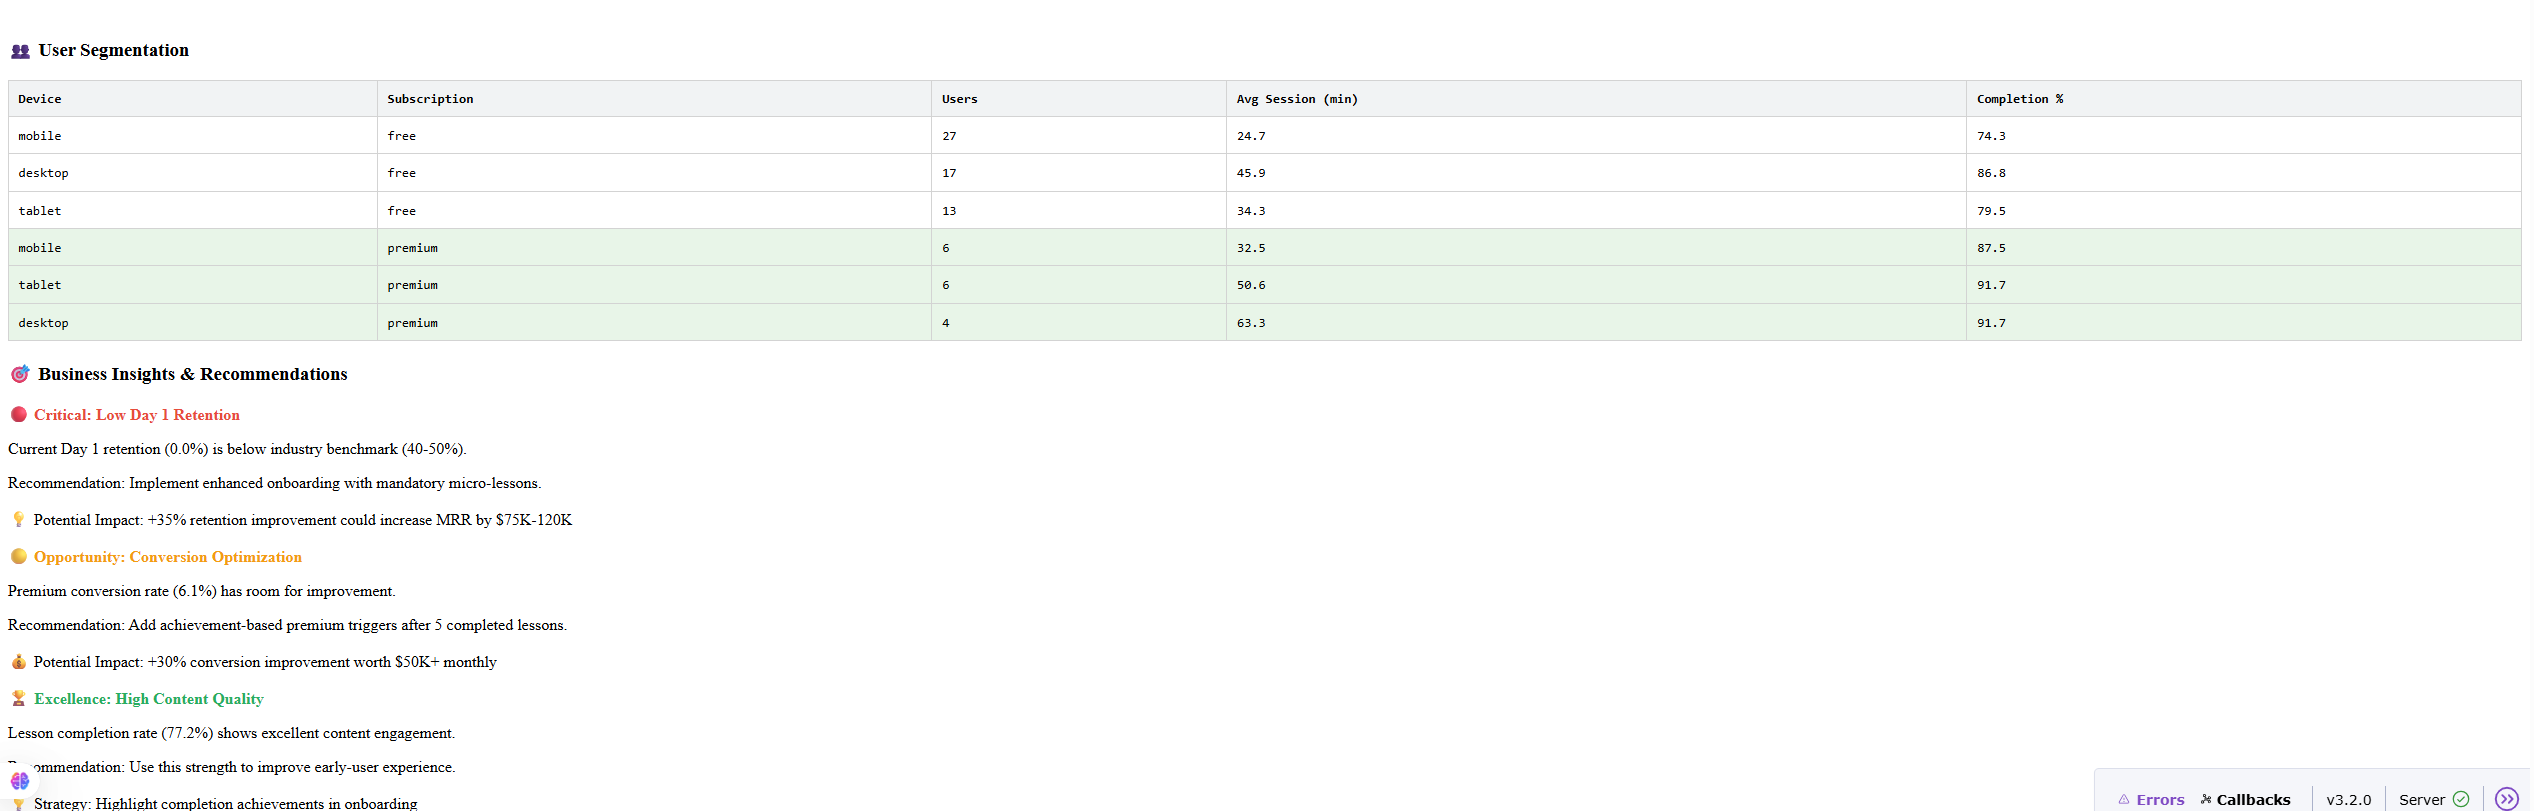 User Segmentation
Device Subscription Users Avg Session (min) Completion %
mobile free 27 24.7 74.3
desktop free 17 45.9 86.8
tablet free 13 34.3 79.5
mobile premium 6 32.5 87.5
tablet premium 6 50.6 91.7
desktop premium 4 63.3 91.7
Business Insights & Recommendations
Critical: Low Day 1 Retention
Current Day 1 retention (0.0%) is below industry benchmark (40-50%).
Recommendation: Implement enhanced onboarding with mandatory micro-lessons.
Potential Impact: +35% retention improvement could increase MRR by $75K-120K
Opportunity: Conversion Optimization
Premium conversion rate (6.1%) has room for improvement.
Recommendation: Add achievement-based premium triggers after 5 completed lessons.
Potential Impact: +30% conversion improvement worth $50K+ monthly
Excellence: High Content Quality
Lesson completion rate (77.2%) shows excellent content engagement.
Recommendation: Use this strength to improve early-user experience.
Strategy: Highlight completion achievements in onboarding
Errors Callbacks v3.2.0 Server